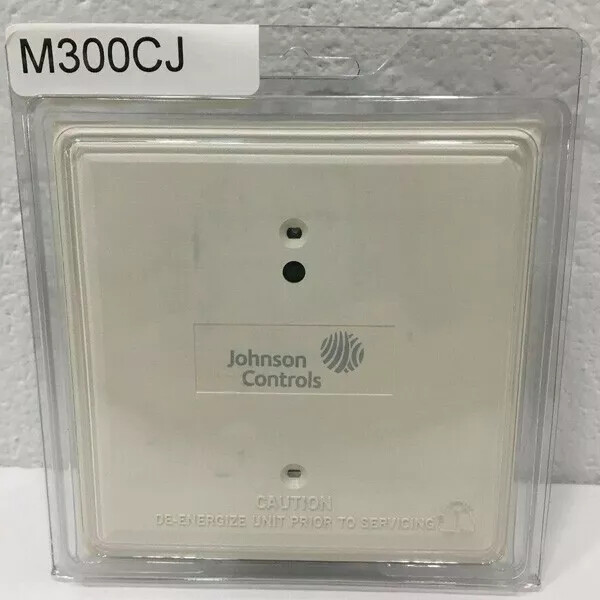 M300CJ
Johnson
Controls
CAUTION
DE-ENERGIZE UNIT PRIOR TO SERVICING